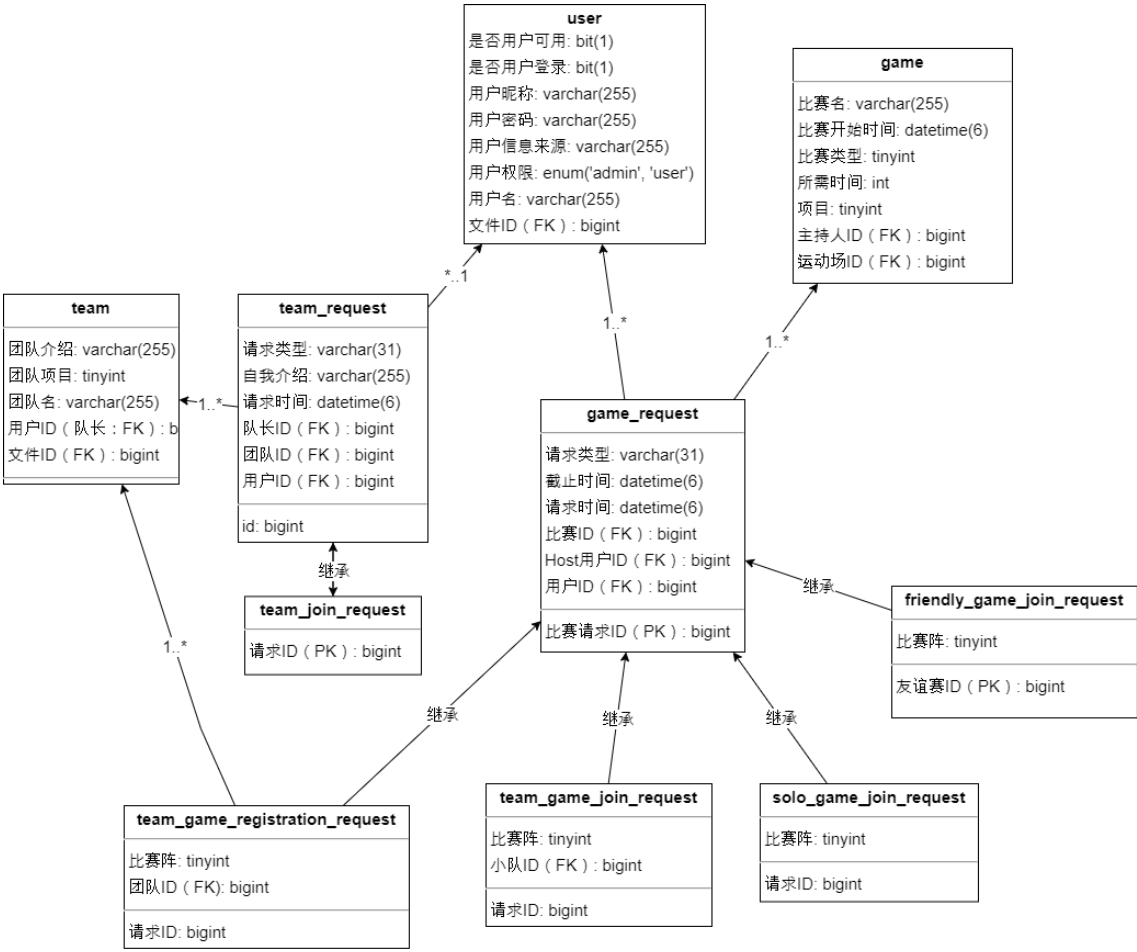 user
是否用户可用: bit(1)
是否用户登录: bit(1)
用户昵称: varchar(255)
用户密码: varchar(255)
用户信息来源: varchar(255)
用户权限: enum('admin', 'user')
用户名: varchar(255)
文件ID（FK）: bigint
game
比赛名: varchar(255)
比赛开始时间: datetime(6)
比赛类型: tinyint
所需时间: int
项目: tinyint
主持人ID（FK）: bigint
运动场ID（FK）: bigint
*..1
1..*
1..*
team
团队介绍: varchar(255)
团队项目: tinyint
团队名: varchar(255)
用户ID（队长：FK）: b
文件ID（FK）: bigint
1..*
team_request
请求类型: varchar(31)
自我介绍: varchar(255)
请求时间: datetime(6)
队长ID（FK）: bigint
团队ID（FK）: bigint
用户ID（FK）: bigint
id: bigint
继承
team_join_request
请求ID（PK）: bigint
game_request
请求类型: varchar(31)
截止时间: datetime(6)
请求时间: datetime(6)
比赛ID（FK）: bigint
Host用户ID（FK）: bigint
用户ID（FK）: bigint
比赛请求ID（PK）: bigint
继承
friendly_game_join_request
比赛阵: tinyint
友谊赛ID（PK）: bigint
1..*
继承
继承
继承
team_game_registration_request
比赛阵: tinyint
团队ID（FK): bigint
请求ID: bigint
team_game_join_request
比赛阵: tinyint
小队ID（FK）: bigint
请求ID: bigint
solo_game_join_request
比赛阵: tinyint
请求ID: bigint